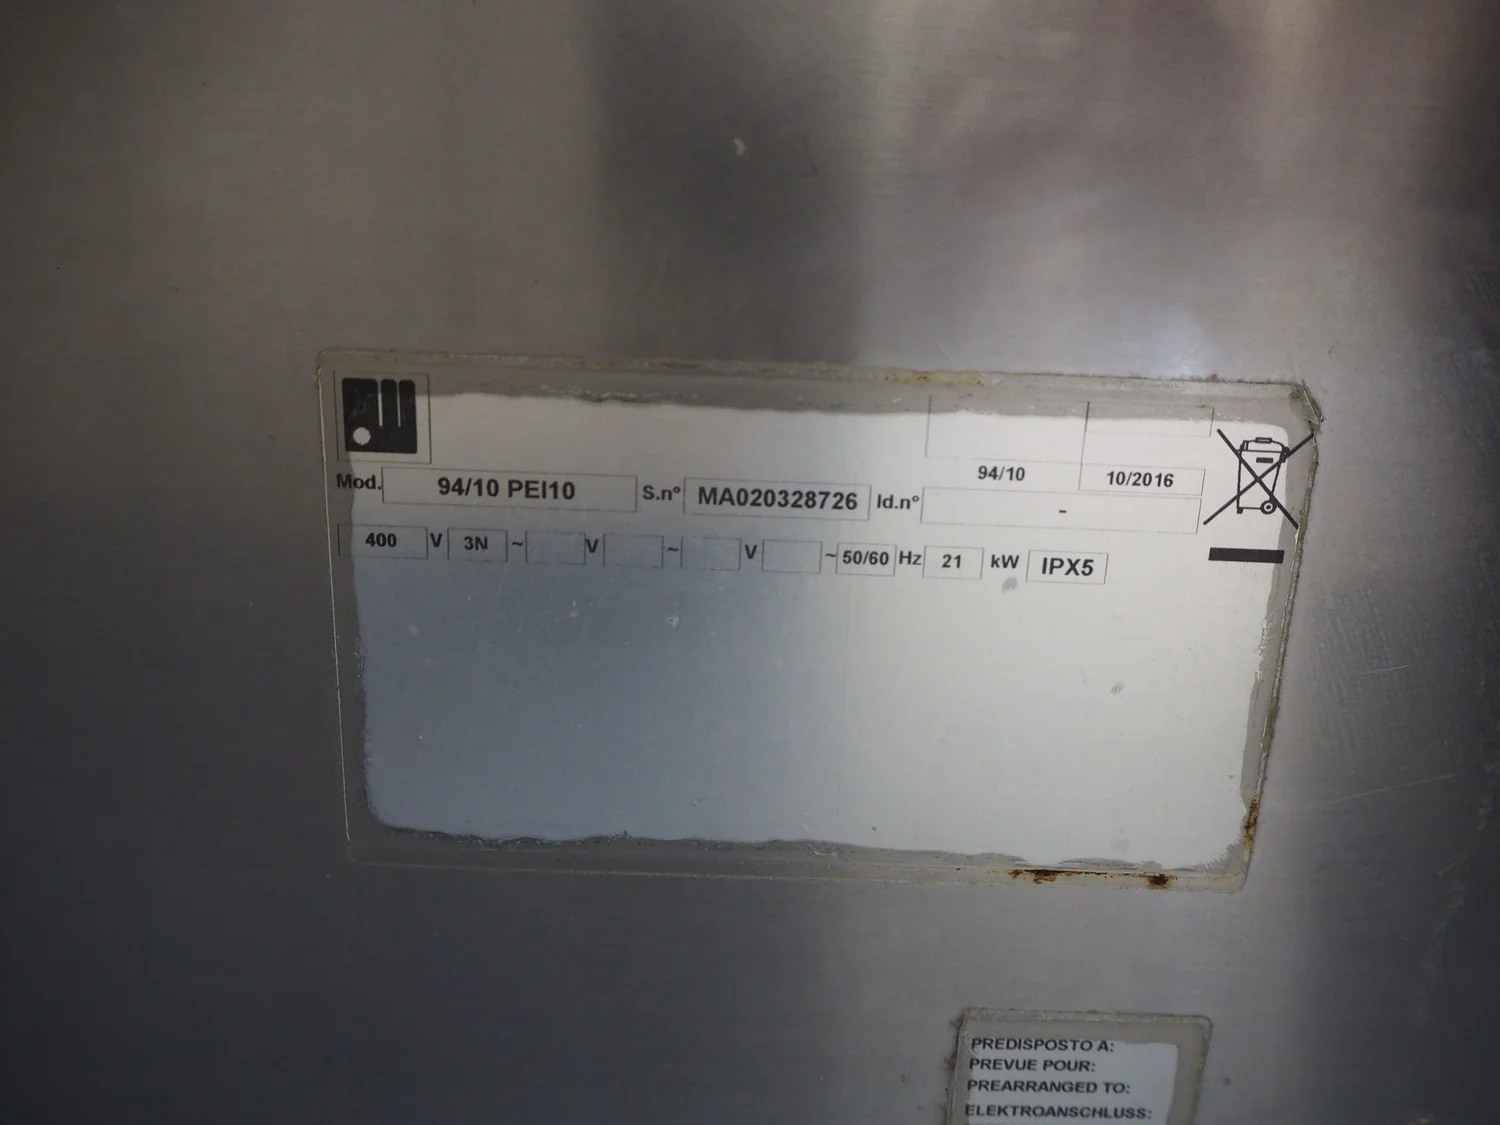 94/10 10/2016
Mod. 94/10 PEI10 S.n° MA020328726 Id.n° -
400 V 3N ~ V ~ V ~ 50/60 Hz 21 kW IPX5
PREDISPOSTO A:
PREVUE POUR:
PREARRANGED TO:
ELEKTROANSCHLUSS: